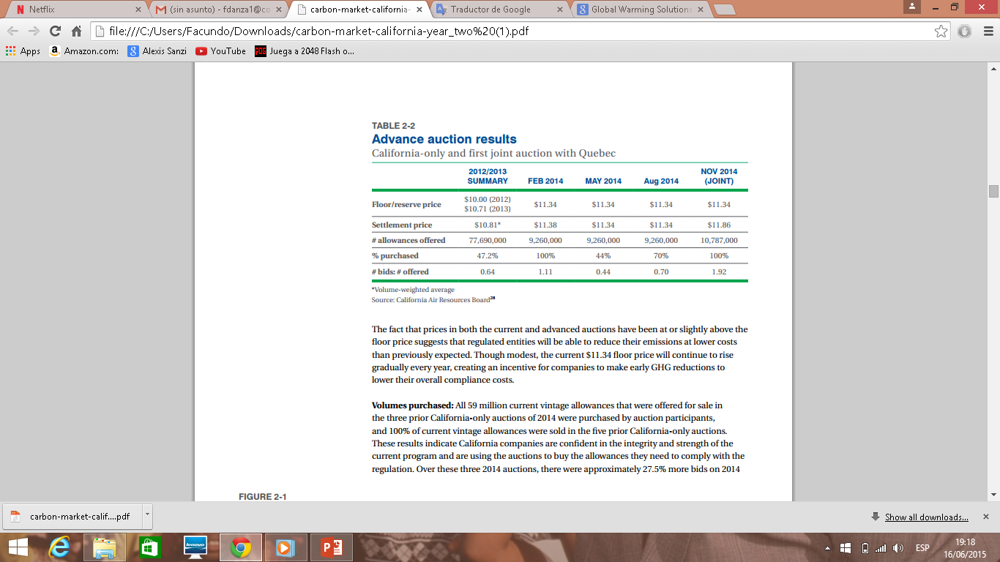 Netflix
(sin asunto) - fdanza1@co
carbon-market-california-
Traductor de Google
Global Warming Solutions
file:///C:/Users/Facundo/Downloads/carbon-market-california-year_two%20(1).pdf
Apps
Amazon.com:
Alexis Sanzi
YouTube
Juega a 2048 Flash o...
TABLE 2-2
Advance auction results
California-only and first joint auction with Quebec
2012/2013 SUMMARY FEB 2014 MAY 2014 Aug 2014 NOV 2014 (JOINT)
Floor/reserve price $10.00 (2012) $10.71 (2013) $11.34 $11.34 $11.34 $11.34
Settlement price $10.81* $11.38 $11.34 $11.34 $11.86
# allowances offered 77,690,000 9,260,000 9,260,000 9,260,000 10,787,000
% purchased 47.2% 100% 44% 70% 100%
# bids: # offered 0.64 1.11 0.44 0.70 1.92
*Volume-weighted average
Source: California Air Resources Board28
The fact that prices in both the current and advanced auctions have been at or slightly above the
floor price suggests that regulated entities will be able to reduce their emissions at lower costs
than previously expected. Though modest, the current $11.34 floor price will continue to rise
gradually every year, creating an incentive for companies to make early GHG reductions to
lower their overall compliance costs.
Volumes purchased: All 59 million current vintage allowances that were offered for sale in
the three prior California-only auctions of 2014 were purchased by auction participants,
and 100% of current vintage allowances were sold in the five prior California-only auctions.
These results indicate California companies are confident in the integrity and strength of the
current program and are using the auctions to buy the allowances they need to comply with the
regulation. Over these three 2014 auctions, there were approximately 27.5% more bids on 2014
FIGURE 2-1
carbon-market-calif....pdf
Show all downloads...
lenovo
ESP
19:18
16/06/2015